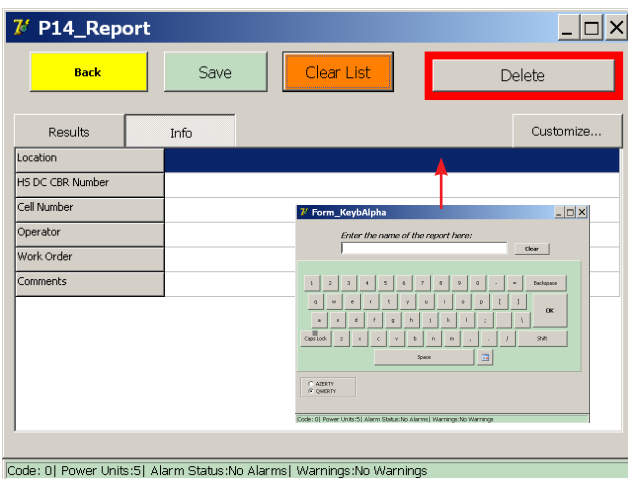 P14_Report
Back Save Clear List Delete
Results Info Customize...
Location
HS DC CBR Number
Cell Number
Operator
Work Order
Comments
Form_KeybAlpha
Enter the name of the report here:
Clear
1 2 3 4 5 6 7 8 9 0 - = Backspace
q w e r t y u i o p [ ]
OK
a s d f g h j k l ; ' \
Caps Lock z x c v b n m , . / Shift
Space
AZERTY
QWERTY
Code: 0| Power Units:5| Alarm Status:No Alarms| Warnings:No Warnings
Code: 0| Power Units:5| Alarm Status:No Alarms| Warnings:No Warnings